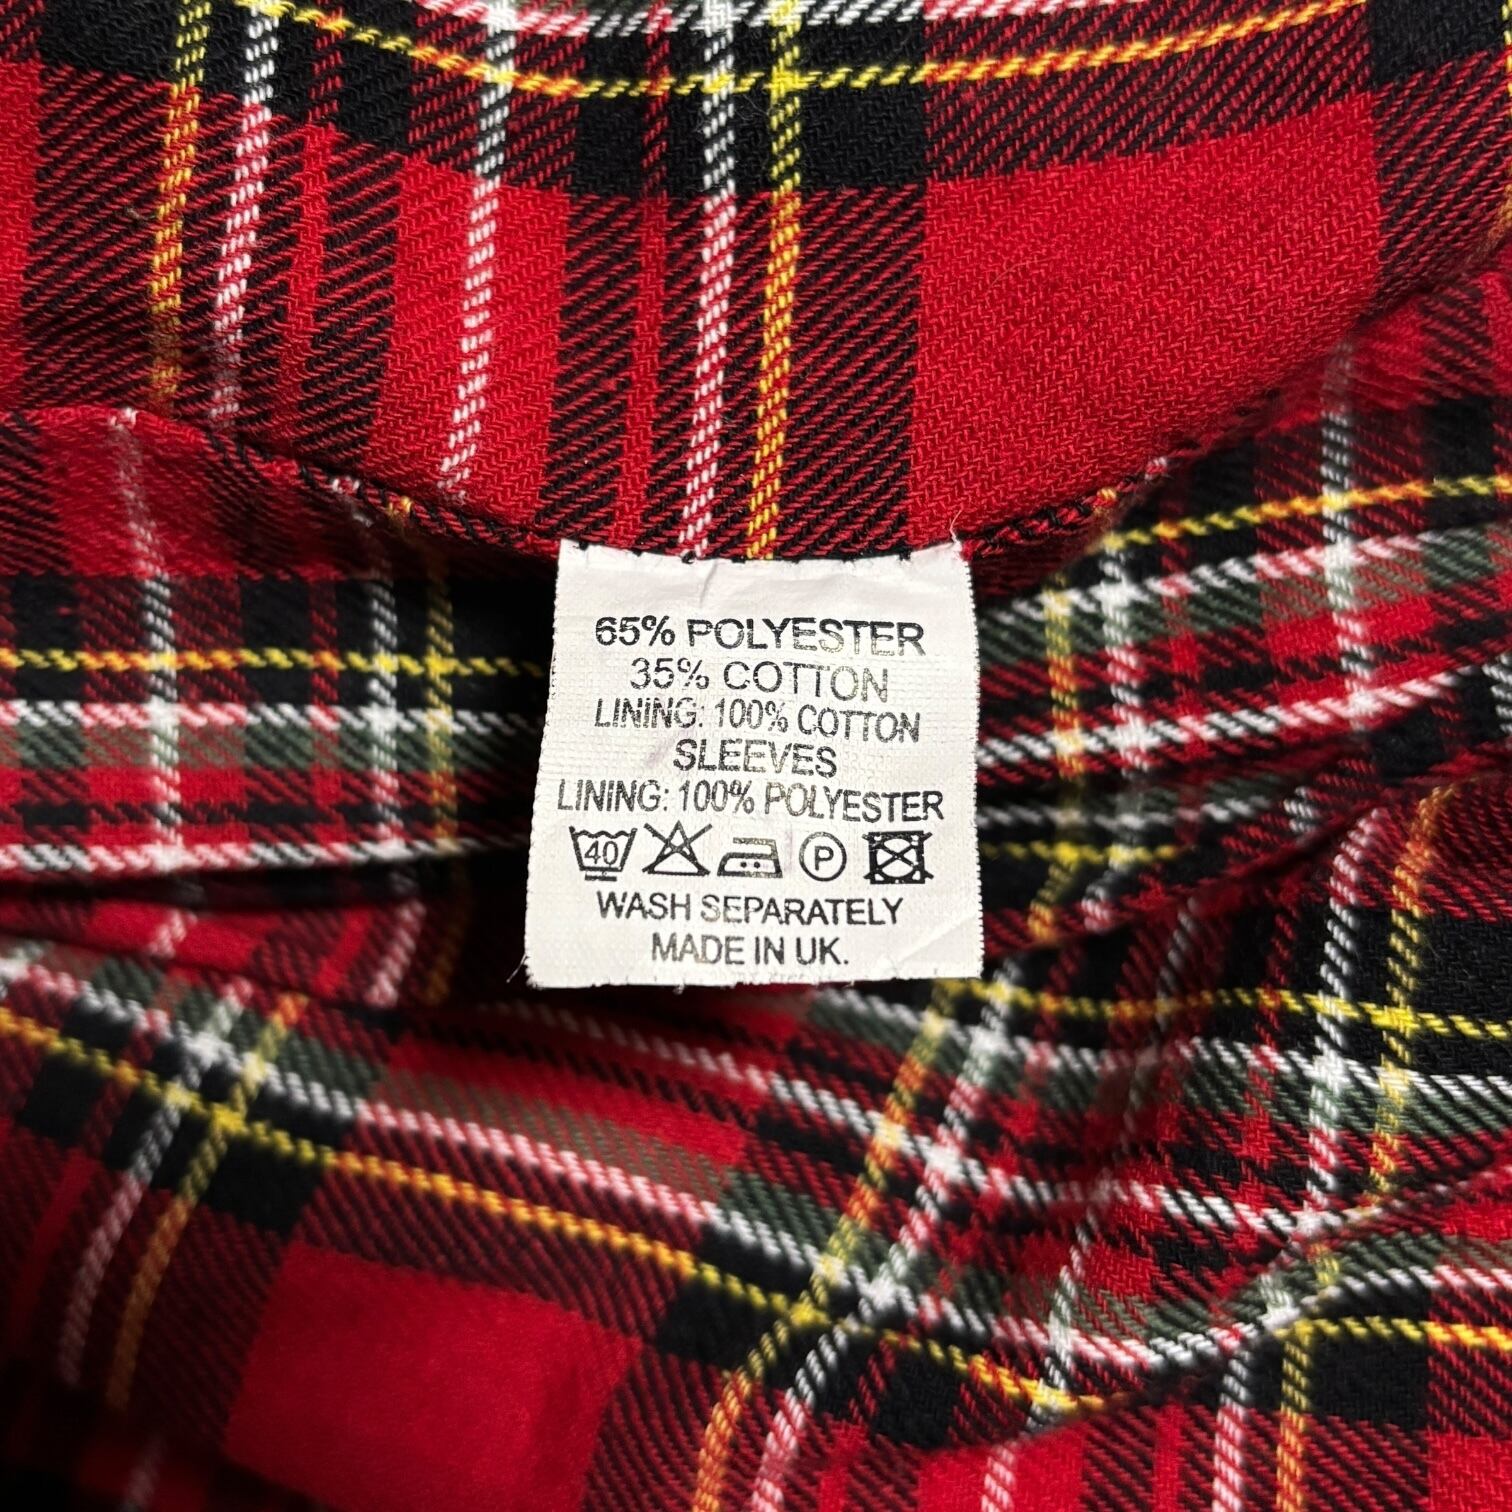 65% POLYESTER
35% COTTON
LINING: 100% COTTON
SLEEVES
LINING: 100% POLYESTER
40 P
WASH SEPARATELY
MADE IN UK.